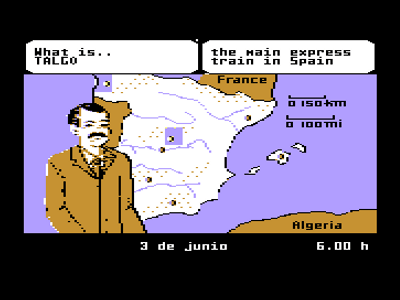 What is..
TALGO
the main express
train in Spain
France
0 150km
0 100mi
Algeria
3 de junio
6.00 h